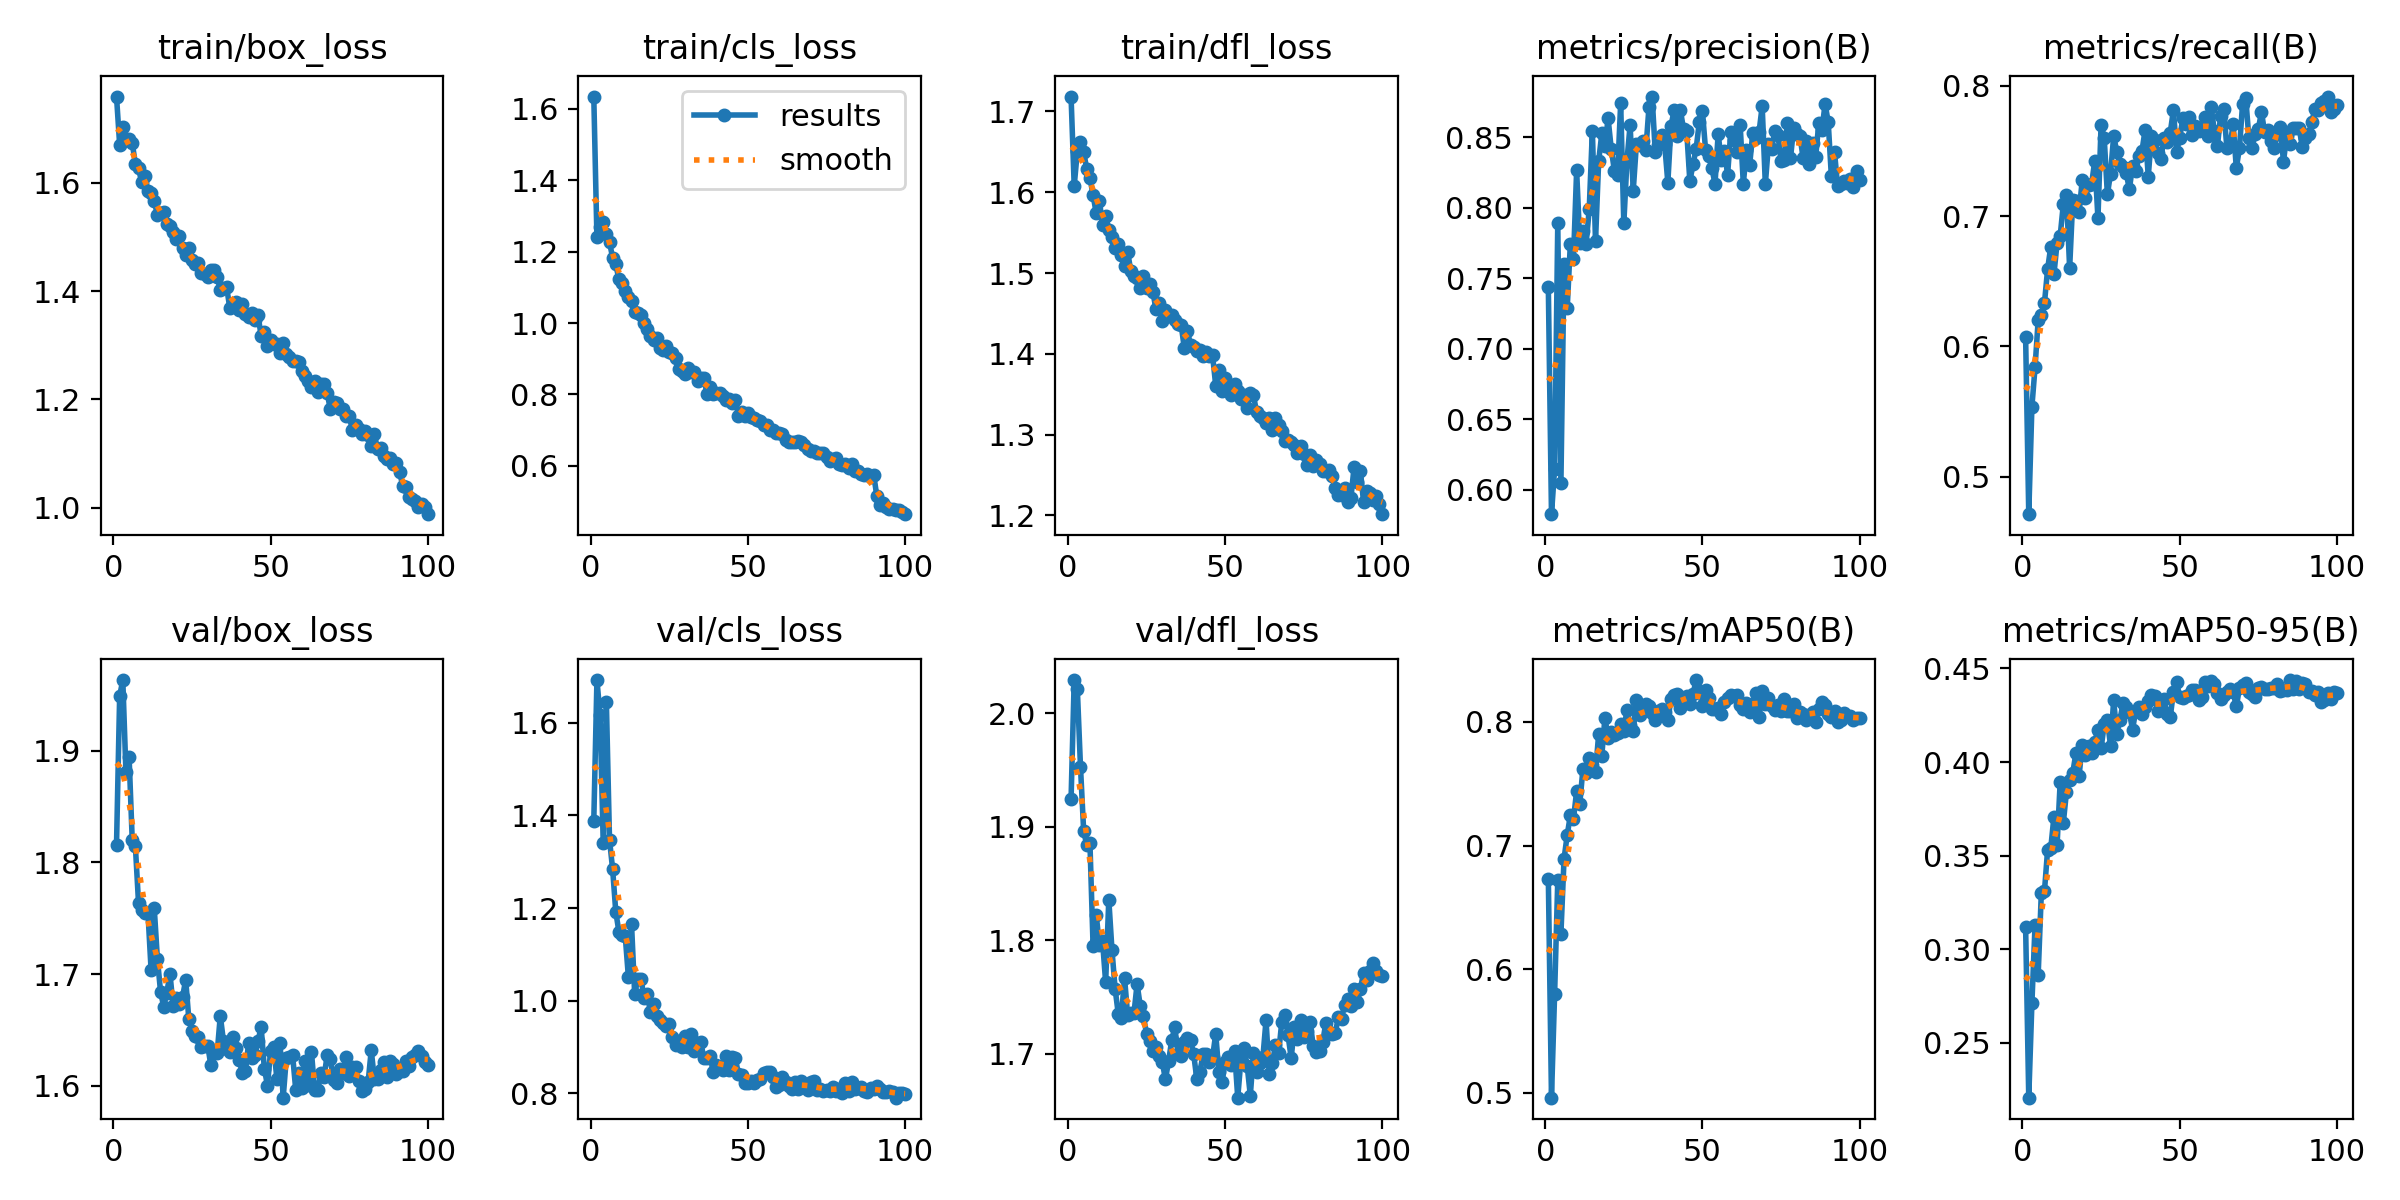 train/box_loss
1.6
1.4
1.2
1.0
0 50 100
train/cls_loss
results
smooth
1.6
1.4
1.2
1.0
0.8
0.6
0 50 100
train/dfl_loss
1.7
1.6
1.5
1.4
1.3
1.2
0 50 100
metrics/precision(B)
0.85
0.80
0.75
0.70
0.65
0.60
0 50 100
metrics/recall(B)
0.8
0.7
0.6
0.5
0 50 100
val/box_loss
1.9
1.8
1.7
1.6
0 50 100
val/cls_loss
1.6
1.4
1.2
1.0
0.8
0 50 100
val/dfl_loss
2.0
1.9
1.8
1.7
0 50 100
metrics/mAP50(B)
0.8
0.7
0.6
0.5
0 50 100
metrics/mAP50-95(B)
0.45
0.40
0.35
0.30
0.25
0 50 100